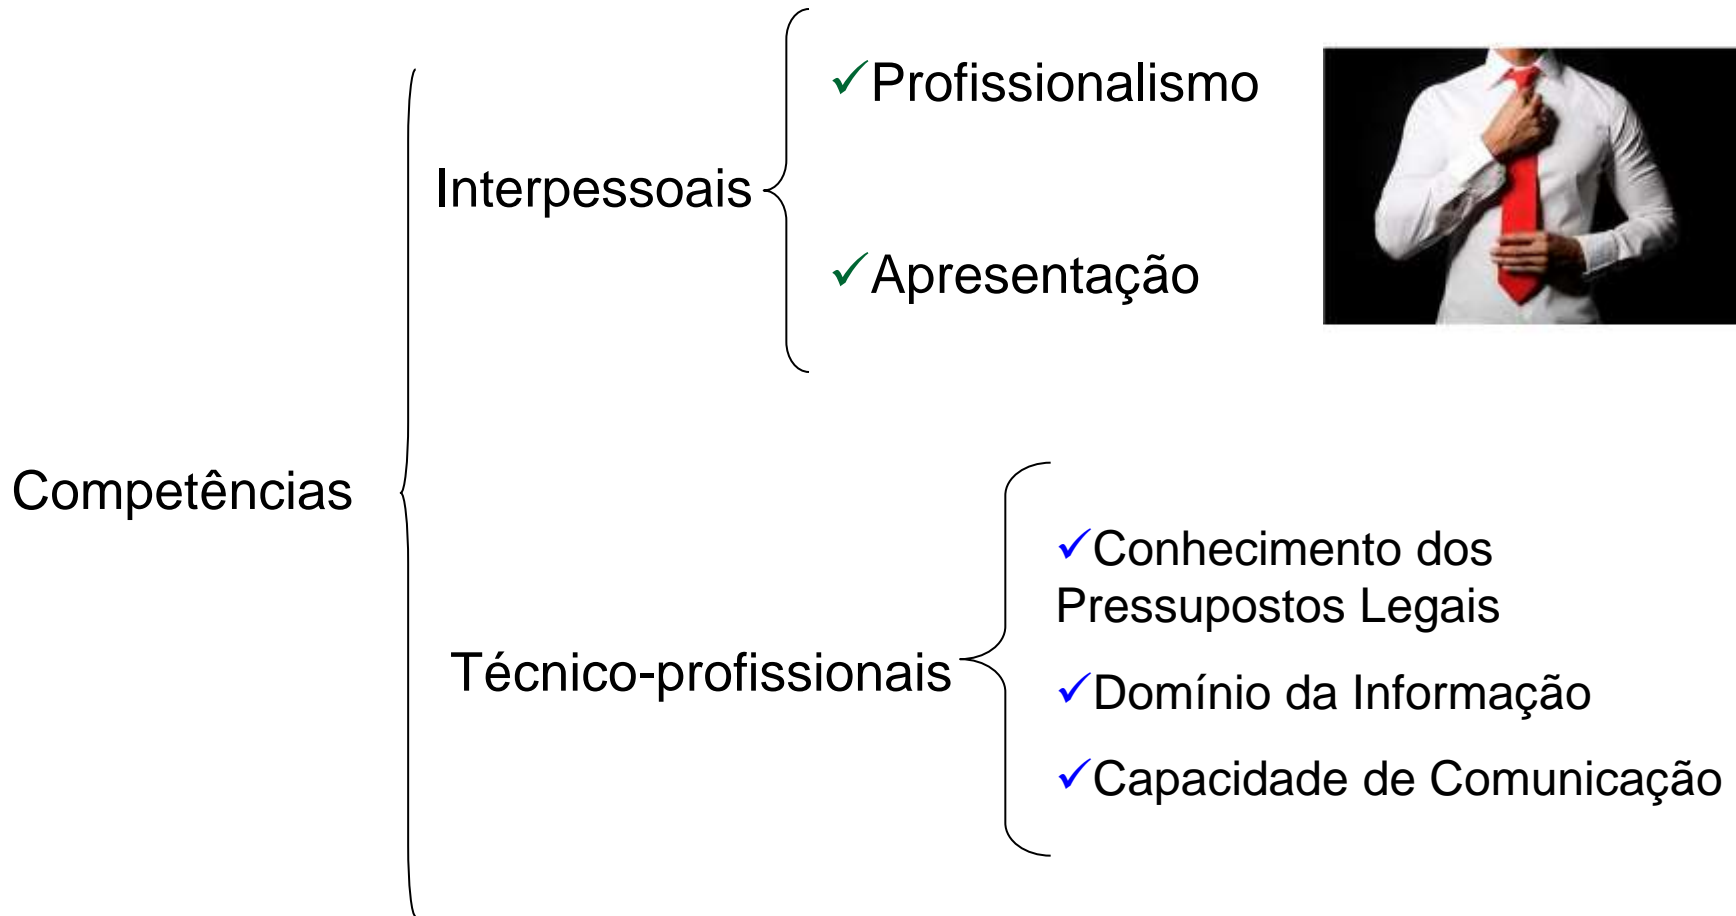 Competências
Interpessoais
✓Profissionalismo
✓Apresentação
Técnico-profissionais
✓Conhecimento dos
Pressupostos Legais
✓Domínio da Informação
✓Capacidade de Comunicação